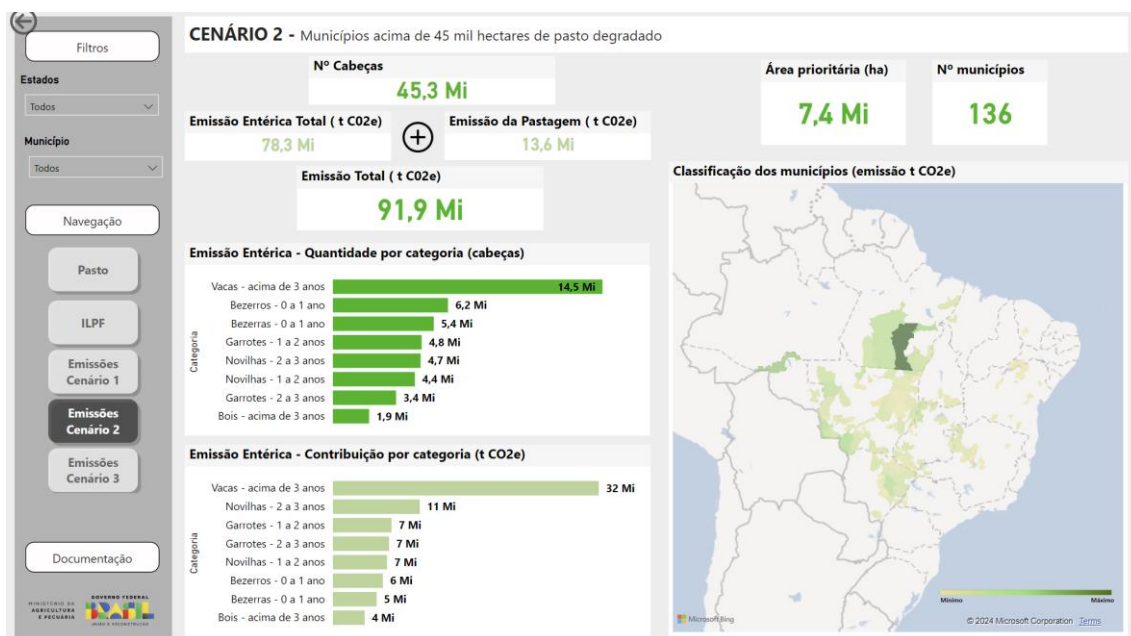 Filtros
Estados
Todos
Município
Todos
Navegação
Pasto
ILPF
Emissões
Cenário 1
Emissões
Cenário 2
Emissões
Cenário 3
Documentação
MINISTÉRIO DA
AGRICULTURA
E PECUÁRIA
GOVERNO FEDERAL
BRASIL
UNIÃO E RECONSTRUÇÃO
CENÁRIO 2 - Municípios acima de 45 mil hectares de pasto degradado
Nº Cabeças
45,3 Mi
Emissão Entérica Total ( t C02e)
78,3 Mi
Emissão da Pastagem ( t C02e)
13,6 Mi
Emissão Total ( t C02e)
91,9 Mi
Área prioritária (ha)
7,4 Mi
Nº municípios
136
Emissão Entérica - Quantidade por categoria (cabeças)
Categoria
Vacas - acima de 3 anos 14,5 Mi
Bezerros - 0 a 1 ano 6,2 Mi
Bezerras - 0 a 1 ano 5,4 Mi
Garrotes - 1 a 2 anos 4,8 Mi
Novilhas - 2 a 3 anos 4,7 Mi
Novilhas - 1 a 2 anos 4,4 Mi
Garrotes - 2 a 3 anos 3,4 Mi
Bois - acima de 3 anos 1,9 Mi
Emissão Entérica - Contribuição por categoria (t CO2e)
Categoria
Vacas - acima de 3 anos 32 Mi
Novilhas - 2 a 3 anos 11 Mi
Garrotes - 1 a 2 anos 7 Mi
Garrotes - 2 a 3 anos 7 Mi
Novilhas - 1 a 2 anos 7 Mi
Bezerros - 0 a 1 ano 6 Mi
Bezerras - 0 a 1 ano 5 Mi
Bois - acima de 3 anos 4 Mi
Classificação dos municípios (emissão t CO2e)
Mínimo Máximo
Microsoft Bing
© 2024 Microsoft Corporation Terms